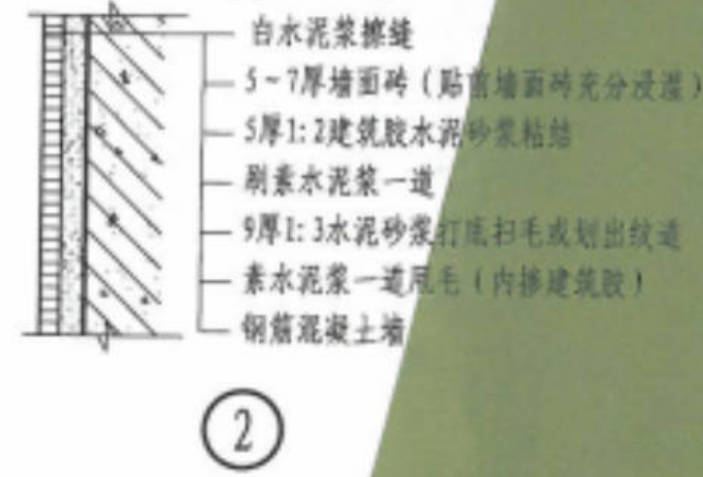 白水泥浆擦缝
5~7厚墙面砖(贴前墙面砖充分浸湿)
5厚1:2建筑胶水泥砂浆粘结
刷素水泥浆一道
9厚1:3水泥砂浆打底扫毛或划出纹道
素水泥浆一道甩毛(内掺建筑胶)
钢筋混凝土墙
2